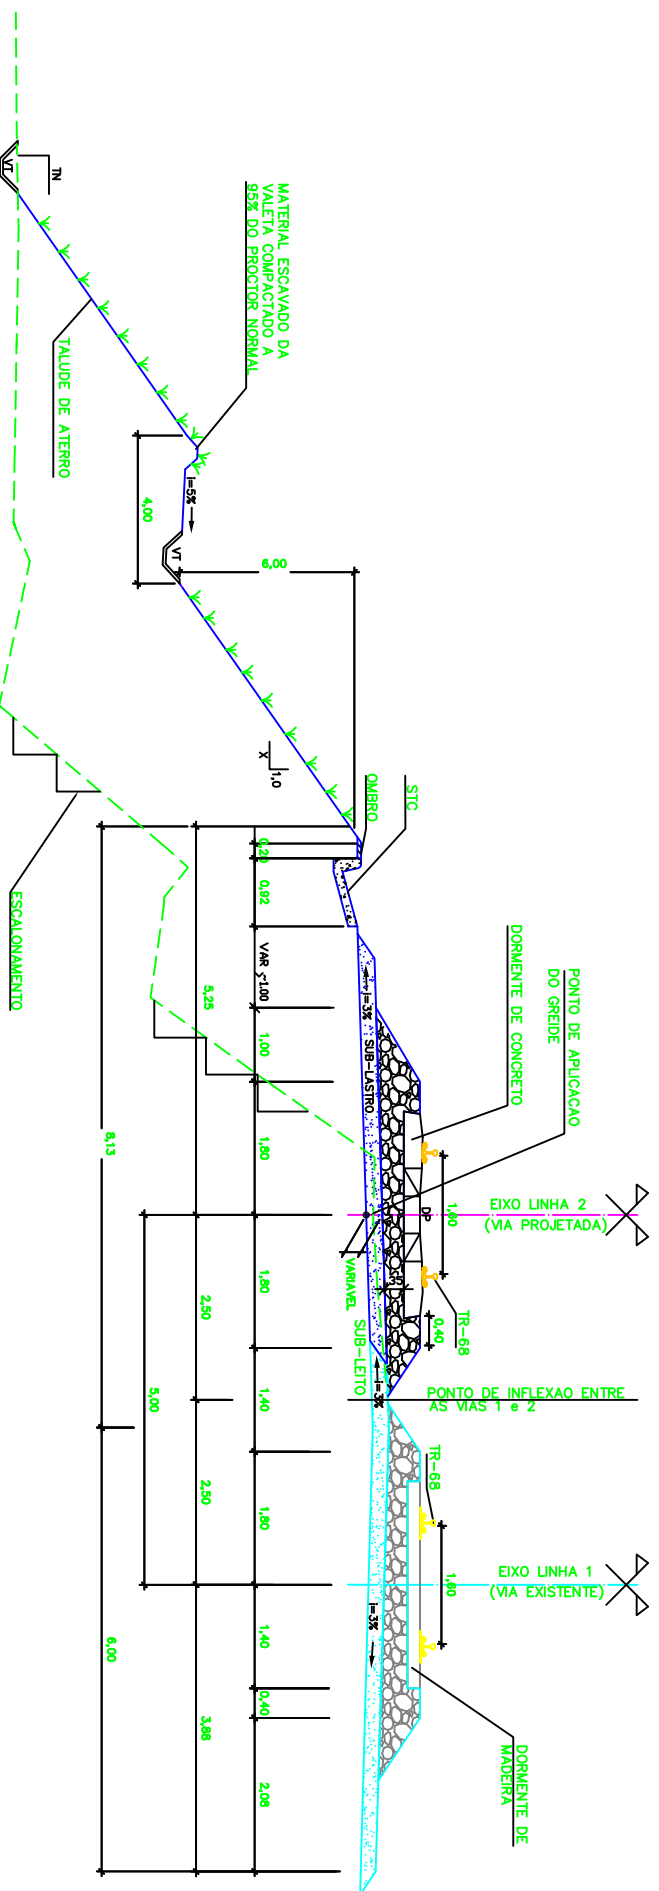 TN
VT
MATERIAL ESCAVADO DA
VALETA COMPACTADO A
95% DO PROCTOR NORMAL
TALUDE DE ATERRO
i=5%
4,00
VT
6,00
1,0
X
OMBRO
STC
ESCALONAMENTO
0,20
0,92
VAR
1,00
1,00
1,80
1,80
1,40
1,80
1,40
0,40
2,08
5,25
2,50
2,50
3,88
8,13
6,00
5,00
i=3%
SUB-LASTRO
DORMENTE DE CONCRETO
PONTO DE APLICACAO
DO GREIDE
1,60
DP
EIXO LINHA 2
(VIA PROJETADA)
VARIAVEL
35
0,40
TR-68
SUB-LEITO
i=3%
PONTO DE INFLEXAO ENTRE
AS VIAS 1 e 2
TR-68
1,60
EIXO LINHA 1
(VIA EXISTENTE)
i=3%
DORMENTE DE
MADEIRA